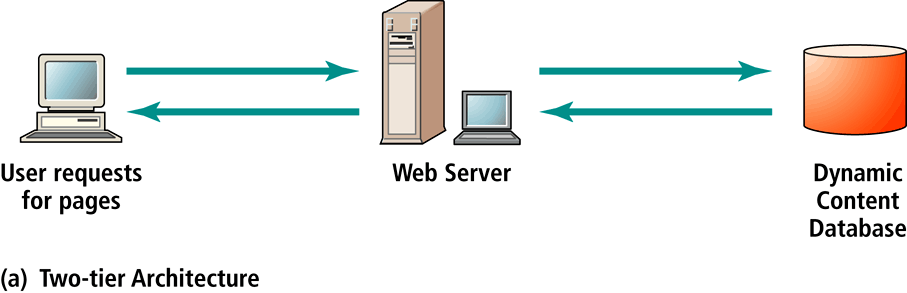 User requests
for pages
Web Server
Dynamic
Content
Database
(a) Two-tier Architecture